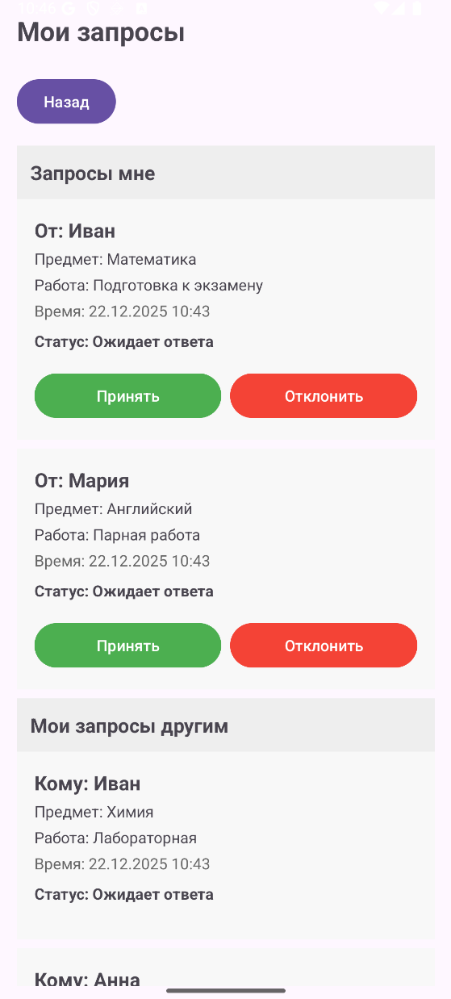 10:46
Мои запросы
Назад
Запросы мне
От: Иван
Предмет: Математика
Работа: Подготовка к экзамену
Время: 22.12.2025 10:43
Статус: Ожидает ответа
Принять Отклонить
От: Мария
Предмет: Английский
Работа: Парная работа
Время: 22.12.2025 10:43
Статус: Ожидает ответа
Принять Отклонить
Мои запросы другим
Кому: Иван
Предмет: Химия
Работа: Лабораторная
Время: 22.12.2025 10:43
Статус: Ожидает ответа
Кому: Анна